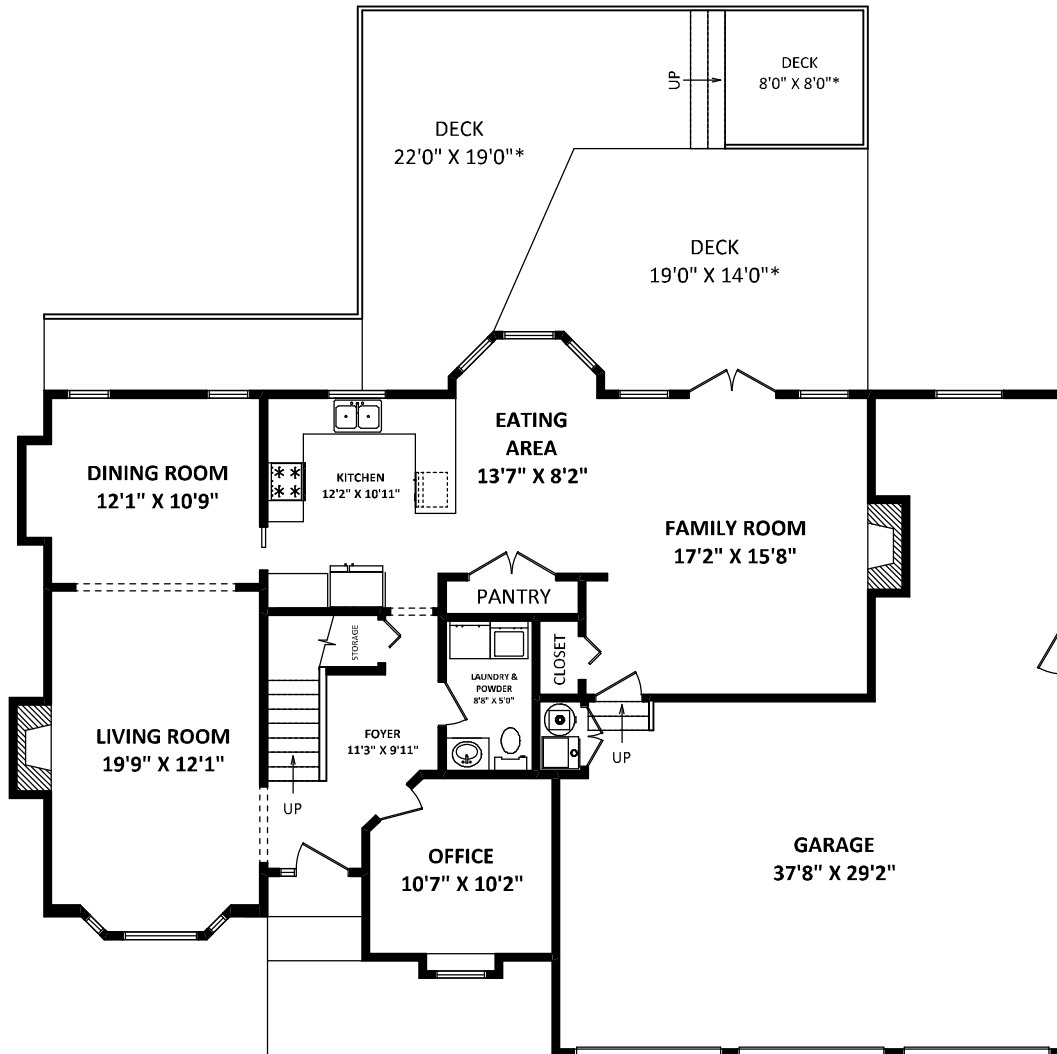 DECK
8'0" X 8'0"*
UP
DECK
22'0" X 19'0"*
DECK
19'0" X 14'0"*
EATING
AREA
13'7" X 8'2"
DINING ROOM
12'1" X 10'9"
KITCHEN
12'2" X 10'11"
FAMILY ROOM
17'2" X 15'8"
PANTRY
STORAGE
CLOSET
LAUNDRY &
POWDER
8'8" X 5'0"
LIVING ROOM
19'9" X 12'1"
FOYER
11'3" X 9'11"
UP
UP
OFFICE
10'7" X 10'2"
GARAGE
37'8" X 29'2"